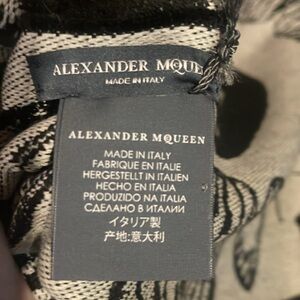 ALEXANDER MQUE
MADE IN ITALY
ALEXANDER MQUEEN
MADE IN ITALY
FABRIQUE EN ITALIE
HERGESTELLT IN ITALIEN
HECHO EN ITALIA
PRODUZIDO NA ITALIA
СДЕЛАНО В ИТАЛИИ
イタリア製
产地:意大利